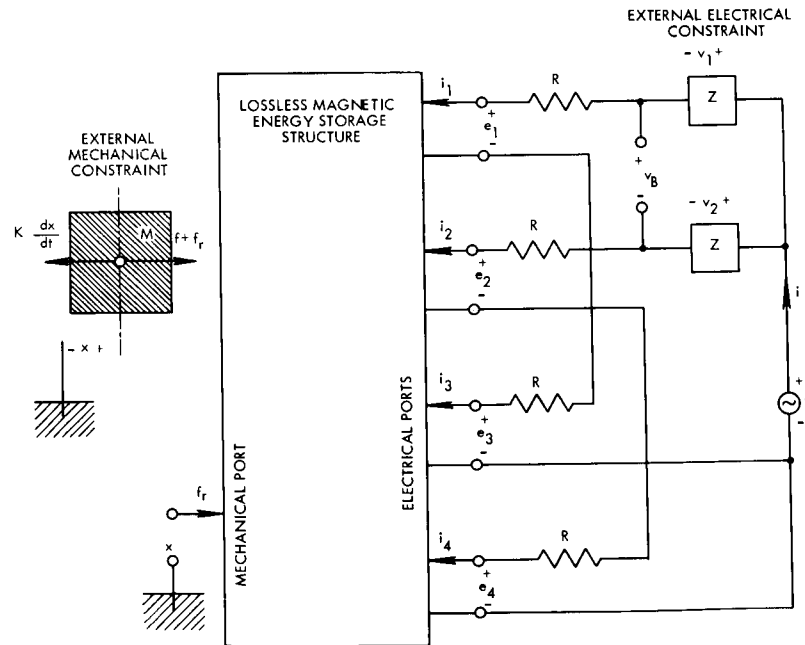 EXTERNAL ELECTRICAL
CONSTRAINT
- v1 +
Z
i1
R
+
e1
-
LOSSLESS MAGNETIC
ENERGY STORAGE
STRUCTURE
EXTERNAL
MECHANICAL
CONSTRAINT
+
vB
-
- v2 +
Z
K dx/dt
M
f + fr
i2
R
+
e2
-
i
- x +
i3
R
+
e3
-
+
-
ELECTRICAL PORTS
MECHANICAL PORT
fr
x
i4
R
+
e4
-